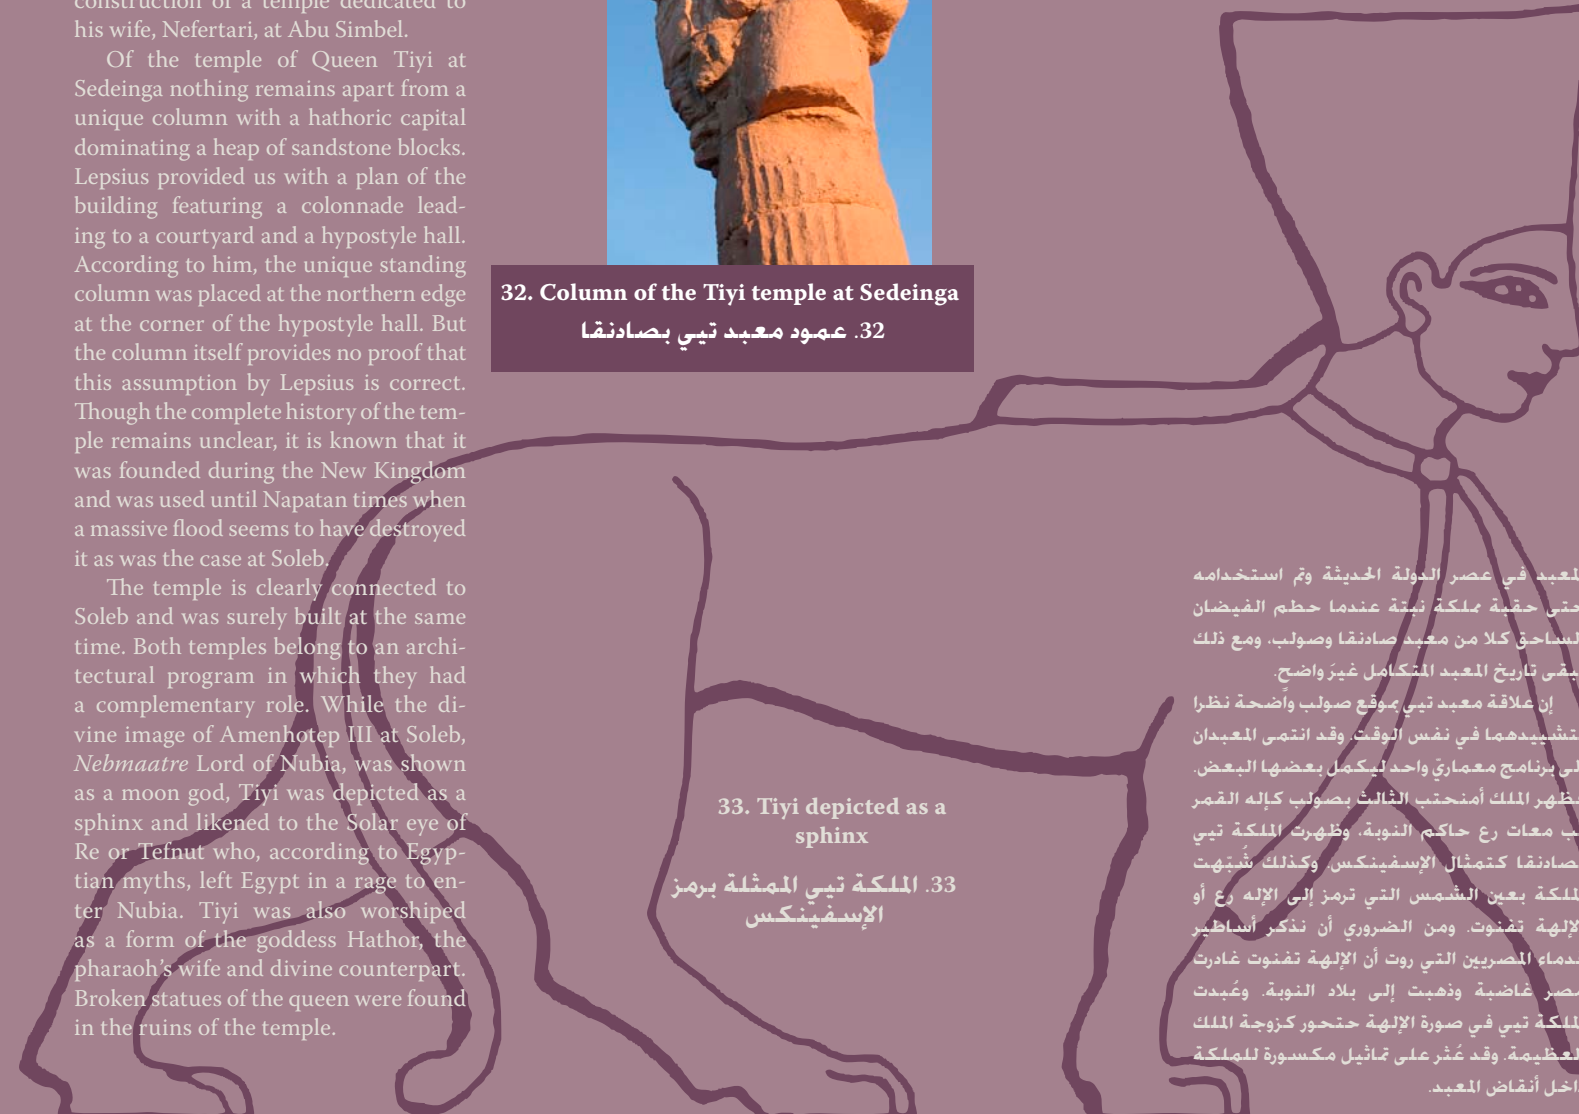 construction of a temple dedicated to
his wife, Nefertari, at Abu Simbel.
Of the temple of Queen Tiyi at
Sedeinga nothing remains apart from a
unique column with a hathoric capital
dominating a heap of sandstone blocks.
Lepsius provided us with a plan of the
building featuring a colonnade lead-
ing to a courtyard and a hypostyle hall.
According to him, the unique standing
column was placed at the northern edge
at the corner of the hypostyle hall. But
the column itself provides no proof that
this assumption by Lepsius is correct.
Though the complete history of the tem-
ple remains unclear, it is known that it
was founded during the New Kingdom
and was used until Napatan times when
a massive flood seems to have destroyed
it as was the case at Soleb.
The temple is clearly connected to
Soleb and was surely built at the same
time. Both temples belong to an archi-
tectural program in which they had
a complementary role. While the di-
vine image of Amenhotep III at Soleb,
Nebmaatre Lord of Nubia, was shown
as a moon god, Tiyi was depicted as a
sphinx and likened to the Solar eye of
Re or Tefnut who, according to Egyp-
tian myths, left Egypt in a rage to en-
ter Nubia. Tiyi was also worshiped
as a form of the goddess Hathor, the
pharaoh's wife and divine counterpart.
Broken statues of the queen were found
in the ruins of the temple.
32. Column of the Tiyi temple at Sedeinga
32. عمود معبد تيي بصادنقا
33. Tiyi depicted as a
sphinx
33. الملكة تيي الممثلة برمز
الإسفينكس
في عصر الدولة الحديثة وتم استخدامه
حتى حقبة مملكة نبتة عندما حطم الفيضان
كلا من معبد صادنقا وصولب، ومع ذلك
يبقى تاريخ المعبد المتكامل غيرَ واضحٍ.
إن علاقة معبد تيي بموقع صولب واضحة نظرا
لتشييدهما في نفس الوقت. وقد انتمى المعبدان
برنامج معماريّ واحد ليكمل بعضها البعض.
الملك أمنحتب الثالث بصولب كإله القمر
معات رع حاكم النوبة، وظهرت الملكة تيي
كتمثال الإسفينكس. وكذلك شُبّهت
بعين الشمس التي ترمز إلى الإله رع أو
تفنوت. ومن الضروري أن نذكر أساطير
المصريين التي روت أن الإلهة تفنوت غادرت
مصر غاضبة وذهبت إلى بلاد النوبة. وعُبدت
تيي في صورة الإلهة حتحور كزوجة الملك
العظيمة. وقد عُثر على تماثيل مكسورة للملكة
أنقاض المعبد.